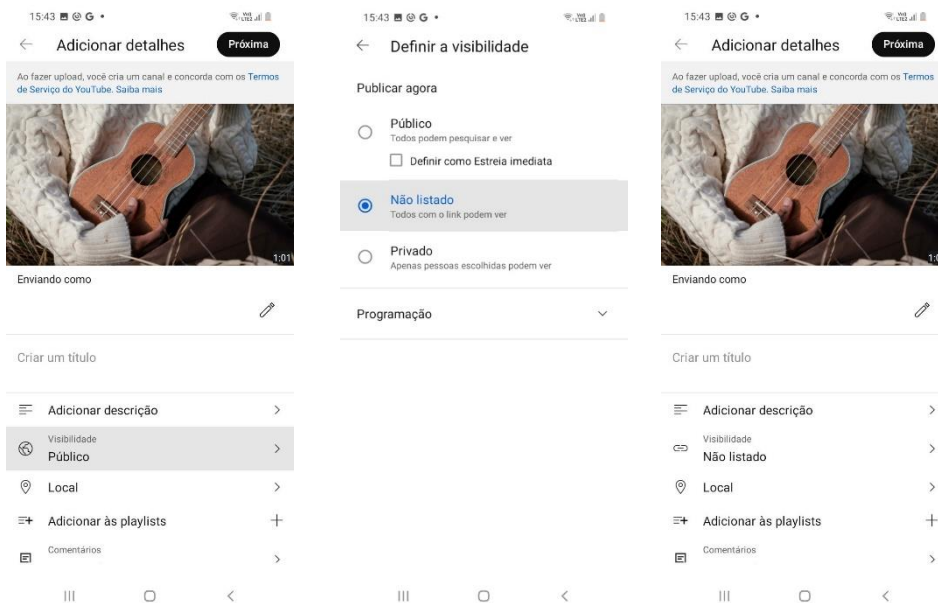 15:43
Adicionar detalhes
Próxima
Ao fazer upload, você cria um canal e concorda com os Termos
de Serviço do YouTube. Saiba mais
1:01
Enviando como
Criar um título
Adicionar descrição
Visibilidade
Público
Local
Adicionar às playlists
Comentários
15:43
Definir a visibilidade
Publicar agora
Público
Todos podem pesquisar e ver
Definir como Estreia imediata
Não listado
Todos com o link podem ver
Privado
Apenas pessoas escolhidas podem ver
Programação
15:43
Adicionar detalhes
Próxima
Ao fazer upload, você cria um canal e concorda com os Termos
de Serviço do YouTube. Saiba mais
Enviando como
Criar um título
Adicionar descrição
Visibilidade
Não listado
Local
Adicionar às playlists
Comentários